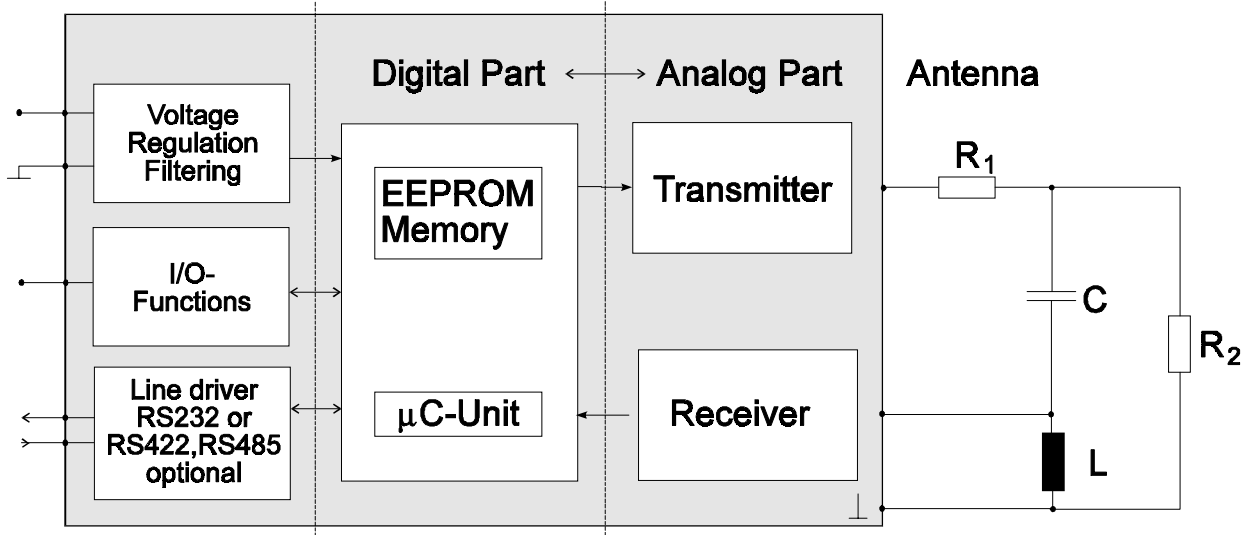 Digital Part
Analog Part
Antenna
Voltage
Regulation
Filtering
EEPROM
Memory
Transmitter
R1
I/O-
Functions
C
R2
Line driver
RS232 or
RS422,RS485
optional
µC-Unit
Receiver
L